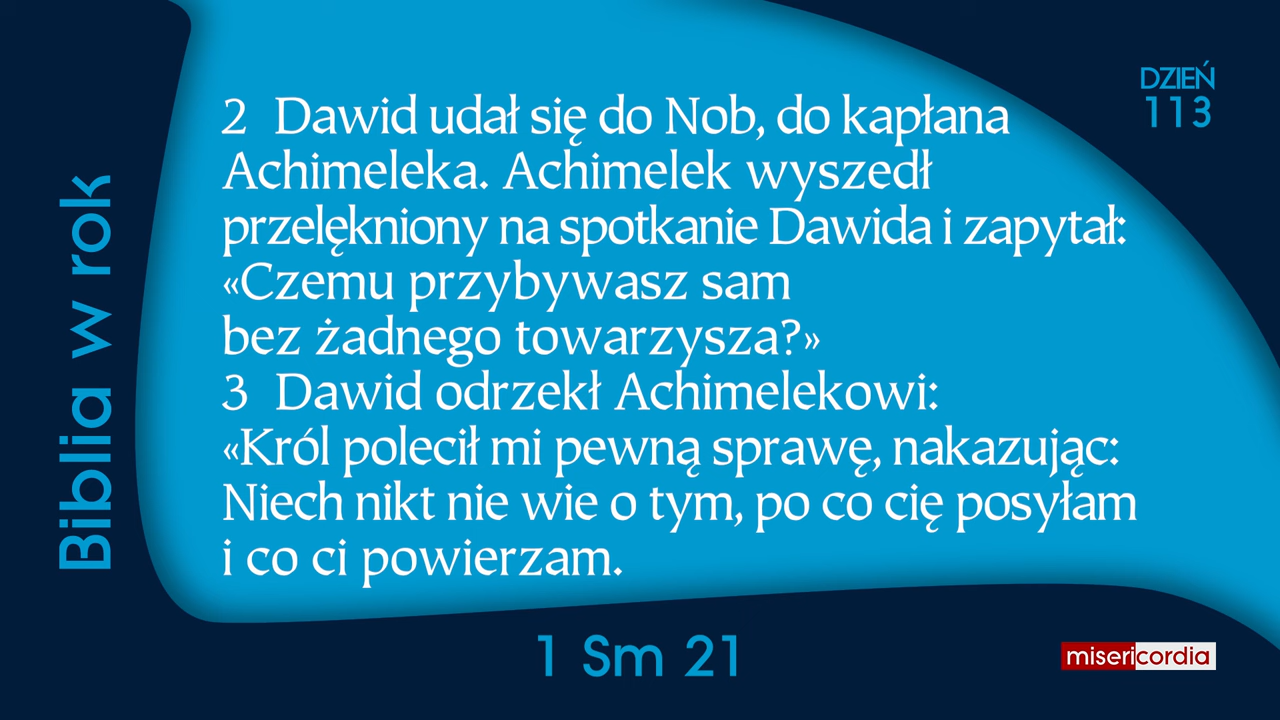 DZIEŃ
113
2 Dawid udał się do Nob, do kapłana
Achimeleka. Achimelek wyszedł
przelękniony na spotkanie Dawida i zapytał:
«Czemu przybywasz sam
bez żadnego towarzysza?»
3 Dawid odrzekł Achimelekowi:
«Król polecił mi pewną sprawę, nakazując:
Niech nikt nie wie o tym, po co cię posyłam
i co ci powierzam.
Biblia w rok
1 Sm 21
misericordia